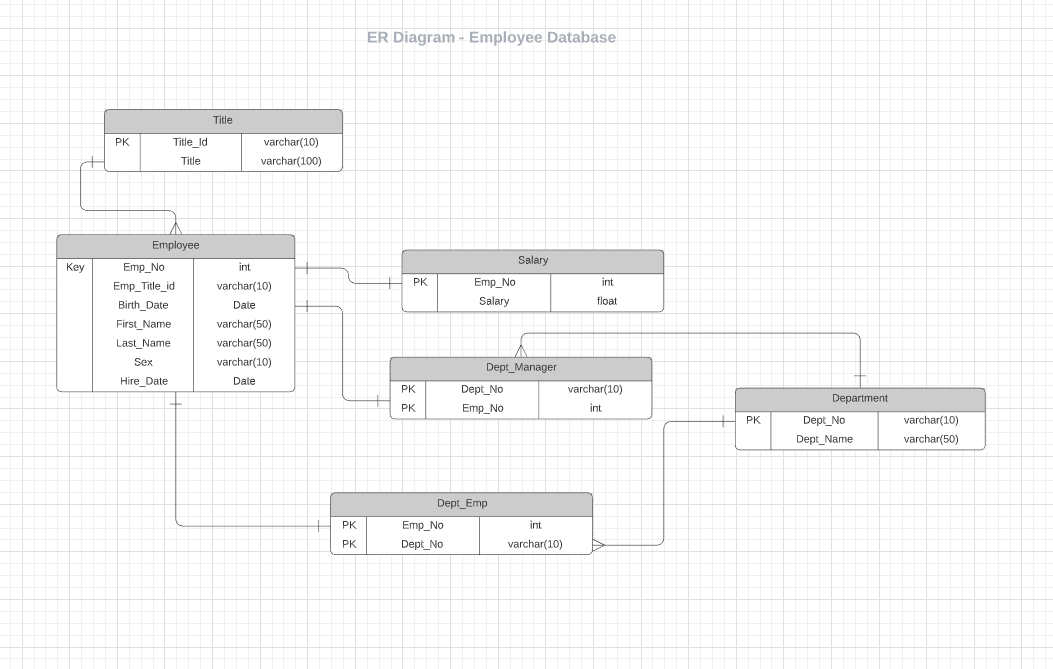 ER Diagram - Employee Database
Title
PK Title_Id varchar(10)
Title varchar(100)
Employee
Key Emp_No int
Emp_Title_id varchar(10)
Birth_Date Date
First_Name varchar(50)
Last_Name varchar(50)
Sex varchar(10)
Hire_Date Date
Salary
PK Emp_No int
Salary float
Dept_Manager
PK Dept_No varchar(10)
PK Emp_No int
Department
PK Dept_No varchar(10)
Dept_Name varchar(50)
Dept_Emp
PK Emp_No int
PK Dept_No varchar(10)